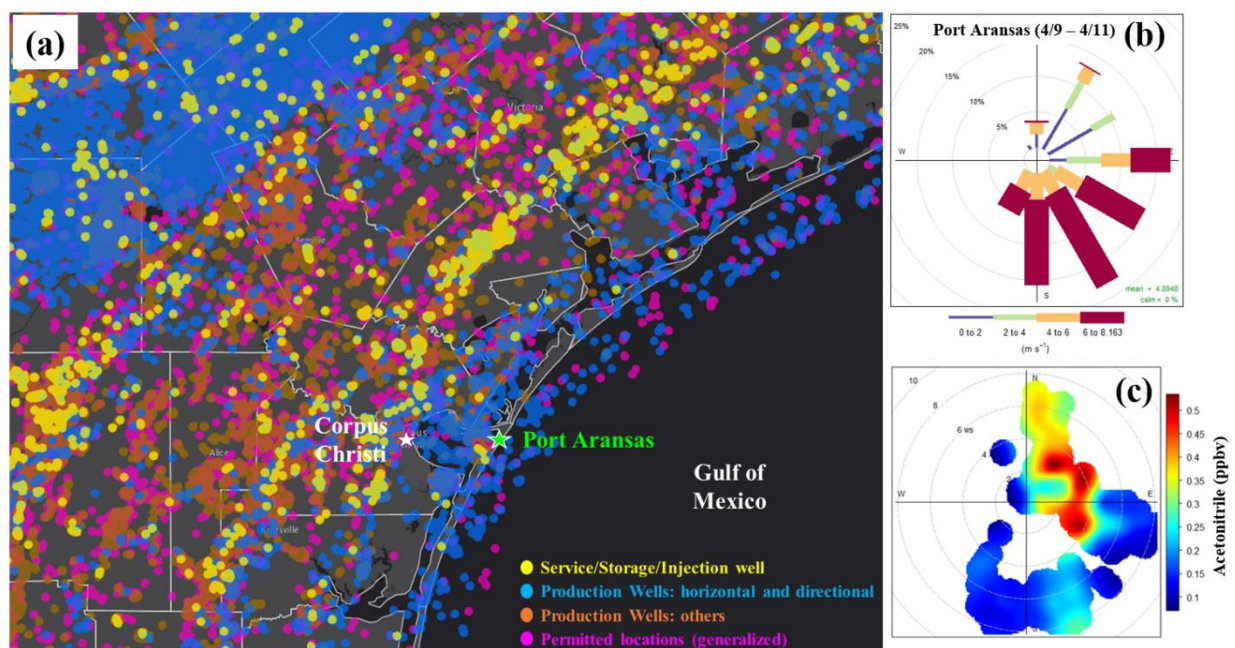 (a)
Victoria
Beeville
Corpus
Christi
us
Port Aransas
Alice
Kingsville
Gulf of
Mexico
Service/Storage/Injection well
Production Wells: horizontal and directional
Production Wells: others
Permitted locations (generalized)
Port Aransas (4/9 – 4/11)
(b)
25%
20%
15%
10%
5%
W
E
S
mean = 4.8948
calm = 0 %
0 to 2
2 to 4
4 to 6
6 to 8.163
(m s⁻¹)
(c)
10
8
6 ws
4
N
W
E
S
0.5
0.45
0.4
0.35
0.3
0.25
0.2
0.15
0.1
Acetonitrile (ppbv)